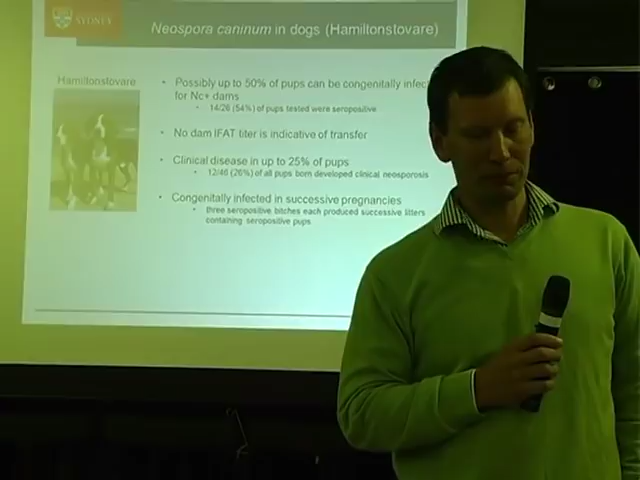 SYDNEY
Neospora caninum in dogs (Hamiltonstovare)
Hamiltonstovare
• Possibly up to 50% of pups can be congenitally infec
for Nc+ dams
• 14/26 (54%) of pups tested were seropositive
• No dam IFAT titer is indicative of transfer
• Clinical disease in up to 25% of pups
• 12/46 (26%) of all pups born developed clinical neosporosis
• Congenitally infected in successive pregnancies
• three seropositive bitches each produced successive litters
containing seropositive pups